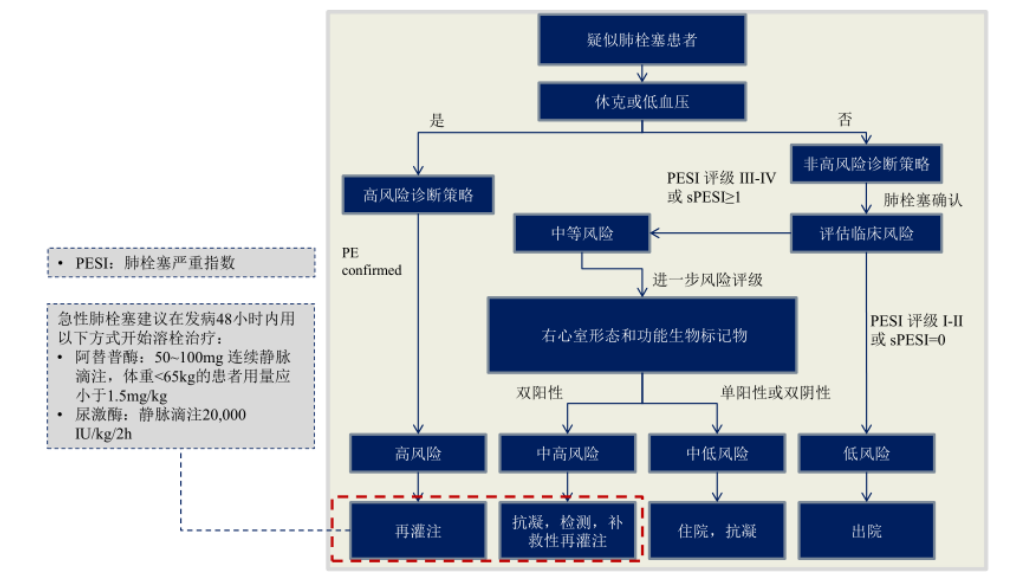 疑似肺栓塞患者
休克或低血压
是
否
高风险诊断策略
非高风险诊断策略
PESI 评级 III-IV
或 sPESI≥1
肺栓塞确认
中等风险
评估临床风险
PE
confirmed
进一步风险评级
• PESI：肺栓塞严重指数
右心室形态和功能生物标记物
PESI 评级 I-II
或 sPESI=0
急性肺栓塞建议在发病48小时内用
以下方式开始溶栓治疗：
• 阿替普酶：50~100mg 连续静脉
滴注，体重<65kg的患者用量应
小于1.5mg/kg
• 尿激酶：静脉滴注20,000
IU/kg/2h
双阳性
单阳性或双阴性
高风险
中高风险
中低风险
低风险
再灌注
抗凝，检测，补
救性再灌注
住院，抗凝
出院